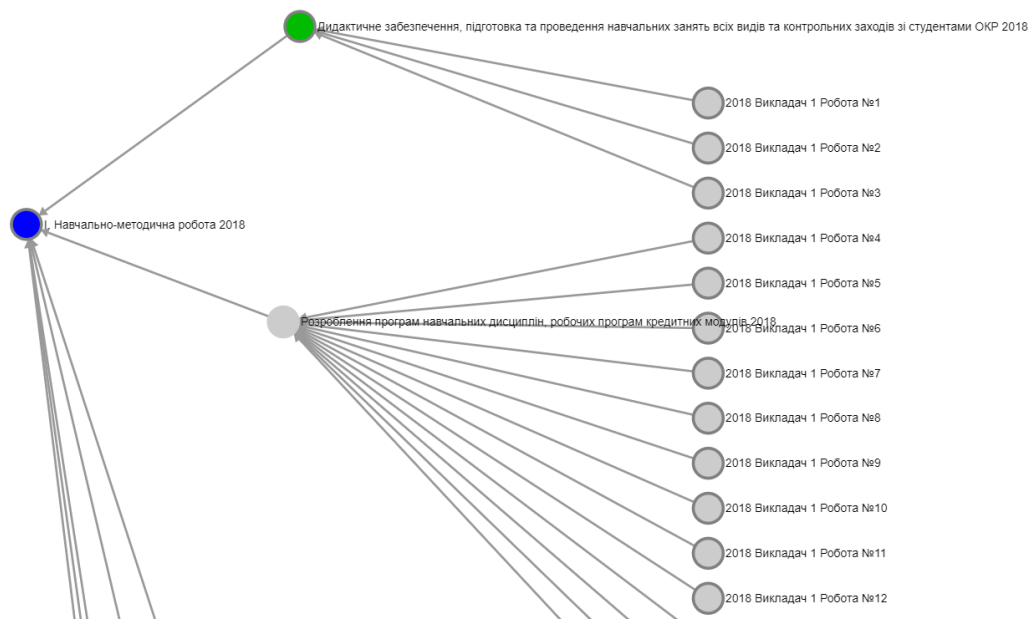 Дидактичне забезпечення, підготовка та проведення навчальних занять всіх видів та контрольних заходів зі студентами ОКР 2018
2018 Викладач 1 Робота №1
2018 Викладач 1 Робота №2
2018 Викладач 1 Робота №3
I. Навчально-методична робота 2018
2018 Викладач 1 Робота №4
2018 Викладач 1 Робота №5
Розроблення програм навчальних дисциплін, робочих програм кредитних модулів 2018
2018 Викладач 1 Робота №6
2018 Викладач 1 Робота №7
2018 Викладач 1 Робота №8
2018 Викладач 1 Робота №9
2018 Викладач 1 Робота №10
2018 Викладач 1 Робота №11
2018 Викладач 1 Робота №12